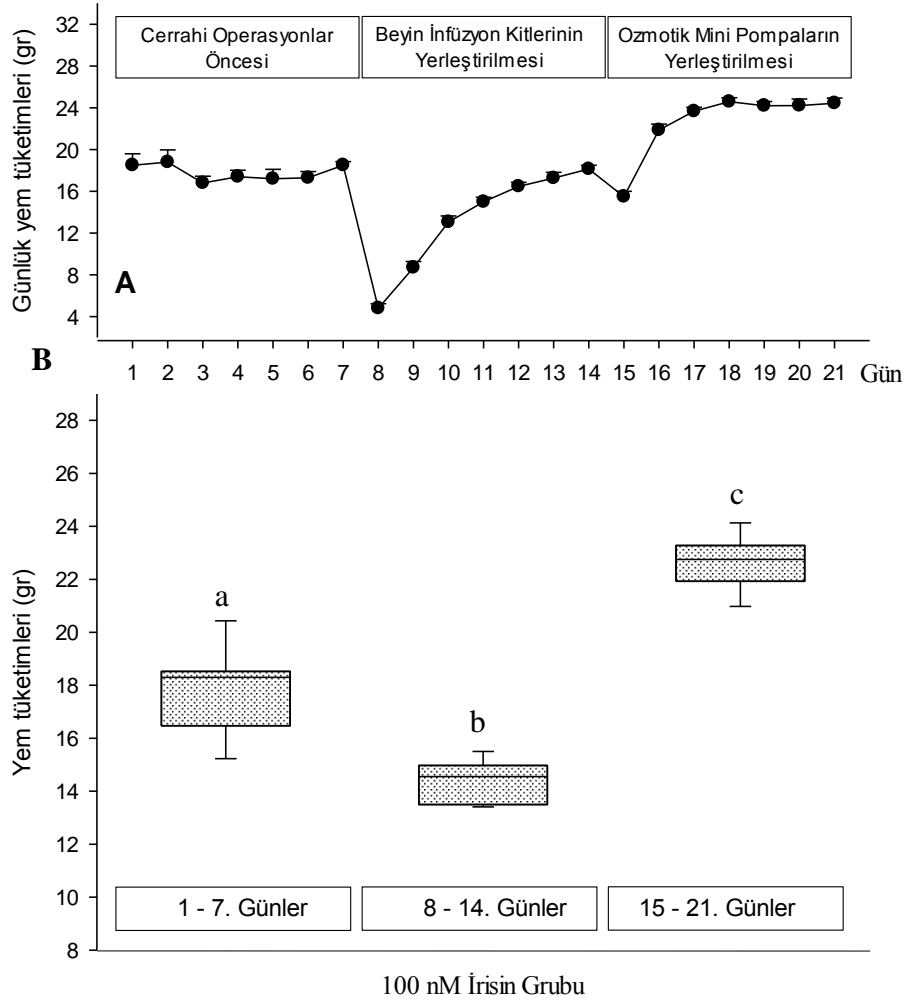 32
28
24
20
16
12
8
4
Günlük yem tüketimleri (gr)
Cerrahi Operasyonlar
Öncesi
Beyin İnfüzyon Kitlerinin
Yerleştirilmesi
Ozmotik Mini Pompaların
Yerleştirilmesi
A
1 2 3 4 5 6 7 8 9 10 11 12 13 14 15 16 17 18 19 20 21 Gün
B
28
26
24
22
20
18
16
14
12
10
8
Yem tüketimleri (gr)
a
b
c
1 - 7. Günler
8 - 14. Günler
15 - 21. Günler
100 nM İrisin Grubu